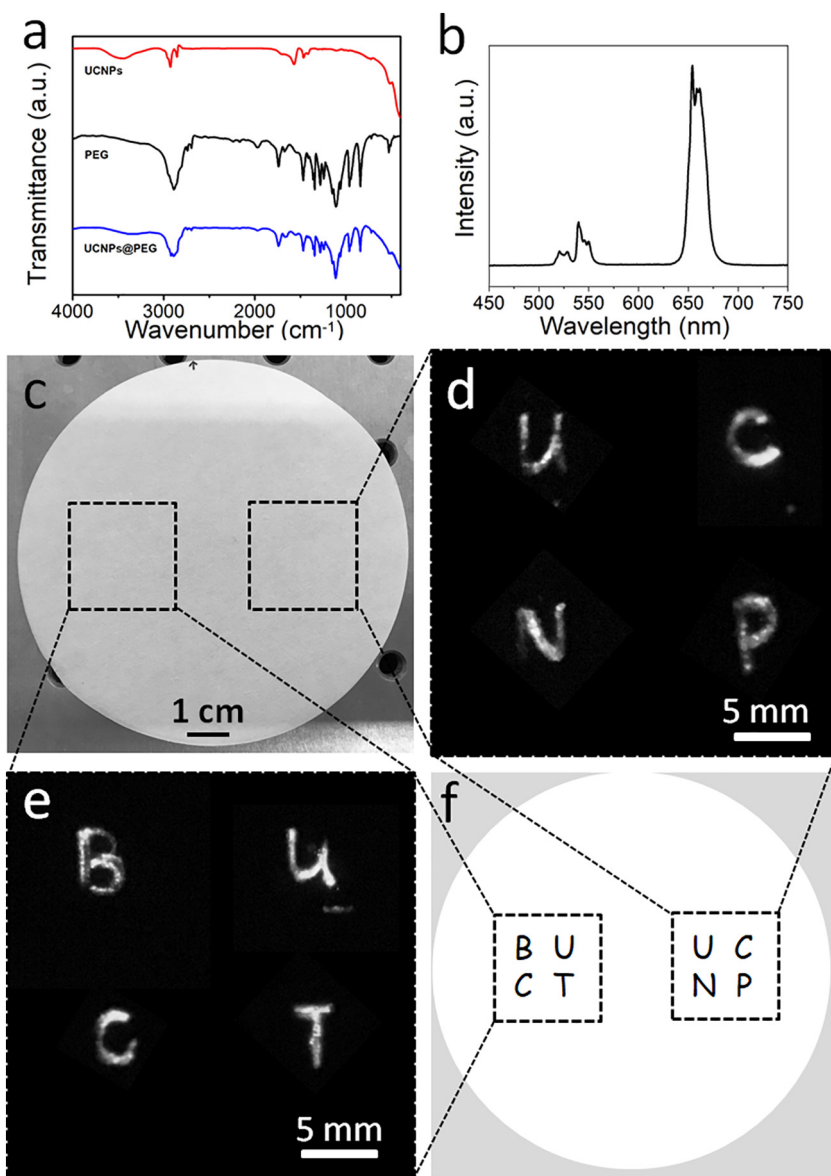 a
Transmittance (a.u.)
UCNPs
PEG
UCNPs@PEG
4000 3000 2000 1000
Wavenumber (cm⁻¹)
b
Intensity (a.u.)
450 500 550 600 650 700 750
Wavelength (nm)
c
1 cm
d
U C
N P
5 mm
e
B U
C T
5 mm
f
B U U C
C T N P